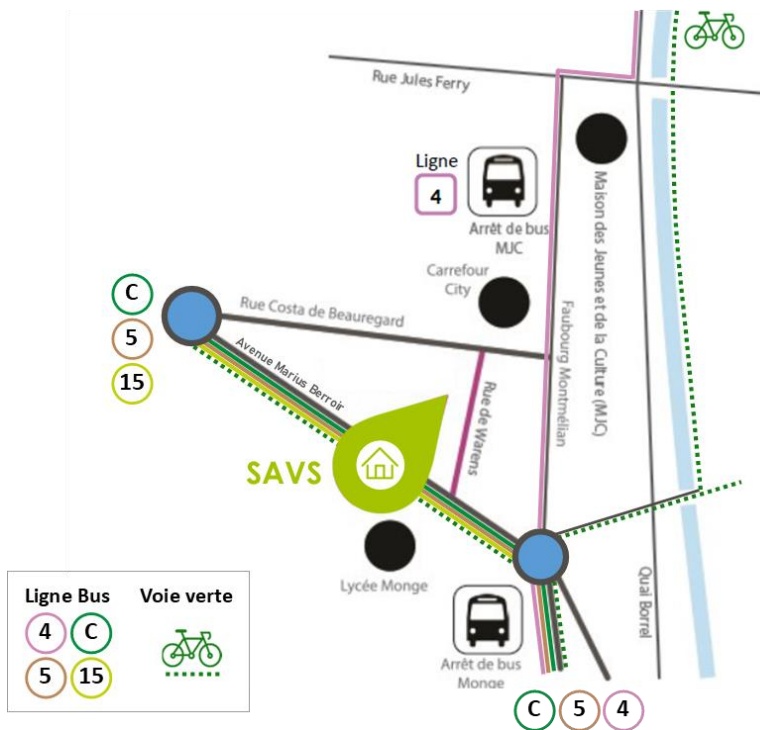 Rue Jules Ferry
Ligne
4
Arrêt de bus
MJC
Maison des Jeunes et de la Culture (MJC)
Carrefour
City
C
5
15
Rue Costa de Beauregard
Avenue Marius Berroir
Faubourg Montmélian
Rue de Warens
SAVS
Lycée Monge
Quai Borrel
Arrêt de bus
Monge
Ligne Bus
Voie verte
4 C
5 15
C 5 4